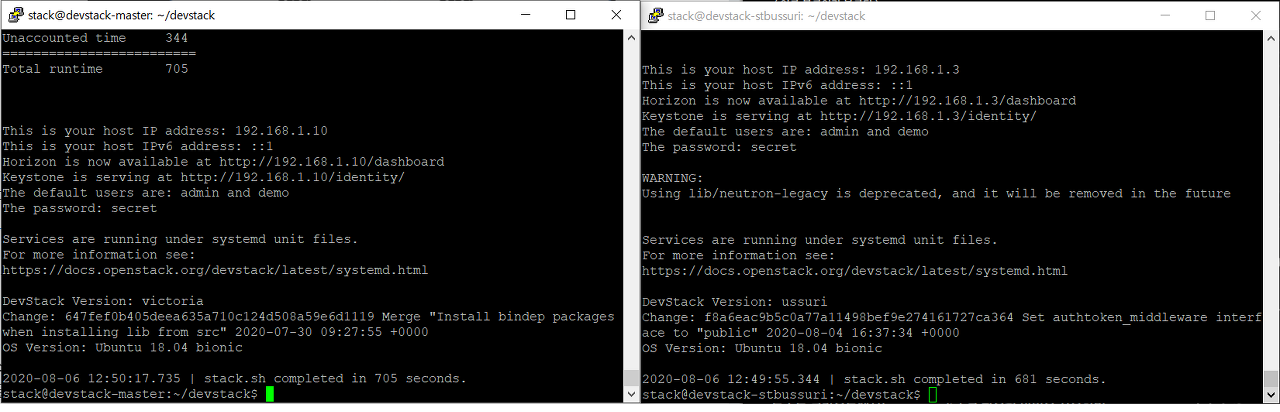 stack@devstack-master: ~/devstack
Unaccounted time     344
=========================
Total runtime        705
This is your host IP address: 192.168.1.10
This is your host IPv6 address: ::1
Horizon is now available at http://192.168.1.10/dashboard
Keystone is serving at http://192.168.1.10/identity/
The default users are: admin and demo
The password: secret
Services are running under systemd unit files.
For more information see:
https://docs.openstack.org/devstack/latest/systemd.html
DevStack Version: victoria
Change: 647fef0b405deea635a710c124d508a59e6d1119 Merge "Install bindep packages
when installing lib from src" 2020-07-30 09:27:55 +0000
OS Version: Ubuntu 18.04 bionic
2020-08-06 12:50:17.735 | stack.sh completed in 705 seconds.
stack@devstack-master:~/devstack$
stack@devstack-stbussuri: ~/devstack
This is your host IP address: 192.168.1.3
This is your host IPv6 address: ::1
Horizon is now available at http://192.168.1.3/dashboard
Keystone is serving at http://192.168.1.3/identity/
The default users are: admin and demo
The password: secret
WARNING:
Using lib/neutron-legacy is deprecated, and it will be removed in the future
Services are running under systemd unit files.
For more information see:
https://docs.openstack.org/devstack/latest/systemd.html
DevStack Version: ussuri
Change: f8a6eac9b5c0a77a11498bef9e274161727ca364 Set authtoken_middleware interf
ace to "public" 2020-08-04 16:37:34 +0000
OS Version: Ubuntu 18.04 bionic
2020-08-06 12:49:55.344 | stack.sh completed in 681 seconds.
stack@devstack-stbussuri:~/devstack$